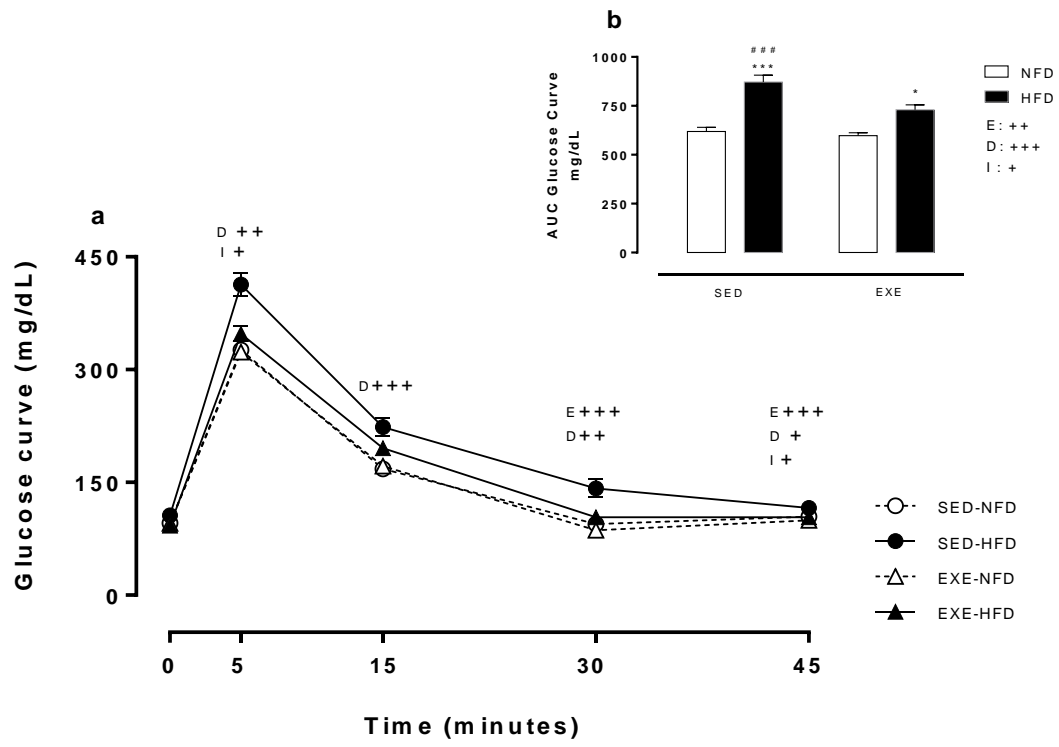 b
1000
750
500
250
0
AUC Glucose Curve
mg/dL
# # #
* * *
*
SED
EXE
NFD
HFD
E : ++
D : +++
I : +
a
Glucose curve (mg/dL)
450
300
150
0
D ++
I +
D+++
E+++
D++
E+++
D +
I +
SED-NFD
SED-HFD
EXE-NFD
EXE-HFD
0 5 15 30 45
Time (minutes)